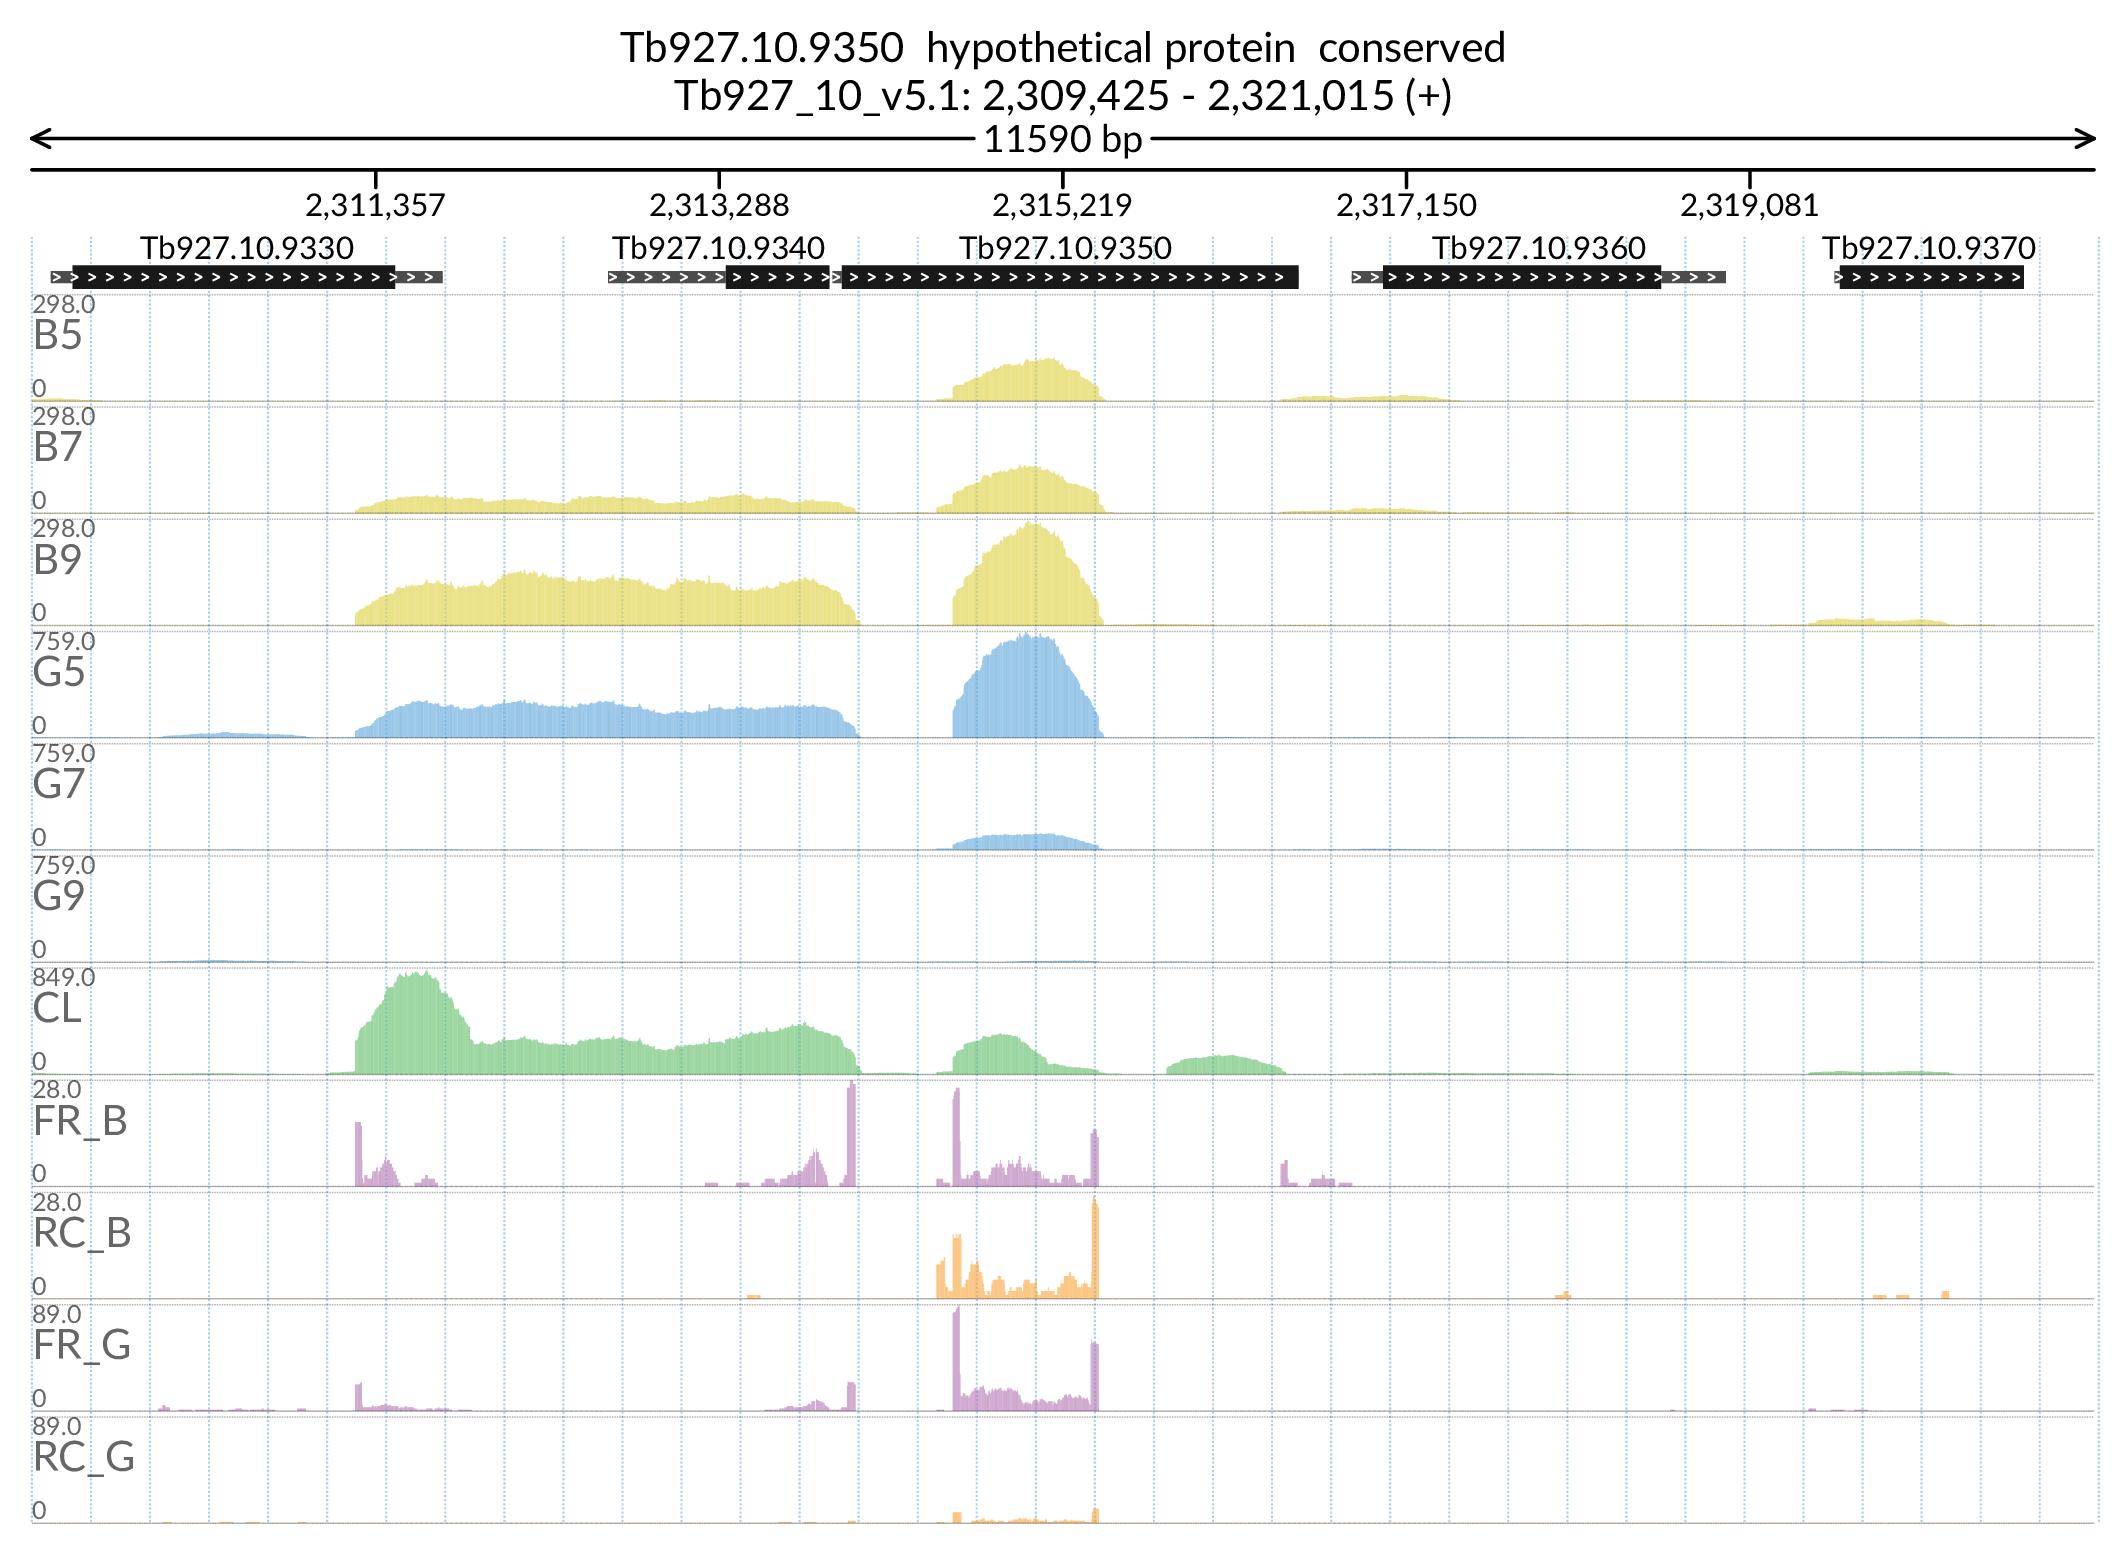 Tb927.10.9350  hypothetical protein  conserved
Tb927_10_v5.1: 2,309,425 - 2,321,015 (+)
11590 bp
2,311,357 2,313,288 2,315,219 2,317,150 2,319,081
Tb927.10.9330 Tb927.10.9340 Tb927.10.9350 Tb927.10.9360 Tb927.10.9370
298.0
B5
0
298.0
B7
0
298.0
B9
0
759.0
G5
0
759.0
G7
0
759.0
G9
0
849.0
CL
0
28.0
FR_B
0
28.0
RC_B
0
89.0
FR_G
0
89.0
RC_G
0